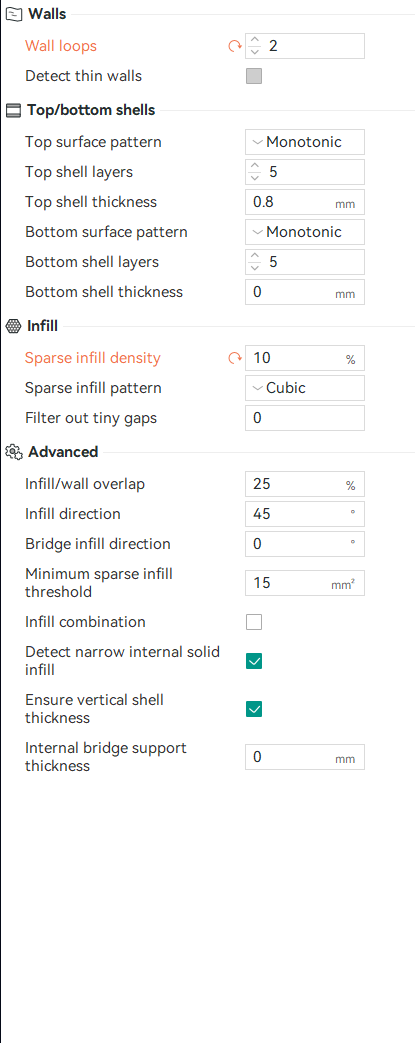 Walls
Wall loops 2
Detect thin walls
Top/bottom shells
Top surface pattern Monotonic
Top shell layers 5
Top shell thickness 0.8 mm
Bottom surface pattern Monotonic
Bottom shell layers 5
Bottom shell thickness 0 mm
Infill
Sparse infill density 10 %
Sparse infill pattern Cubic
Filter out tiny gaps 0
Advanced
Infill/wall overlap 25 %
Infill direction 45 °
Bridge infill direction 0 °
Minimum sparse infill
threshold 15 mm²
Infill combination
Detect narrow internal solid
infill
Ensure vertical shell
thickness
Internal bridge support
thickness 0 mm